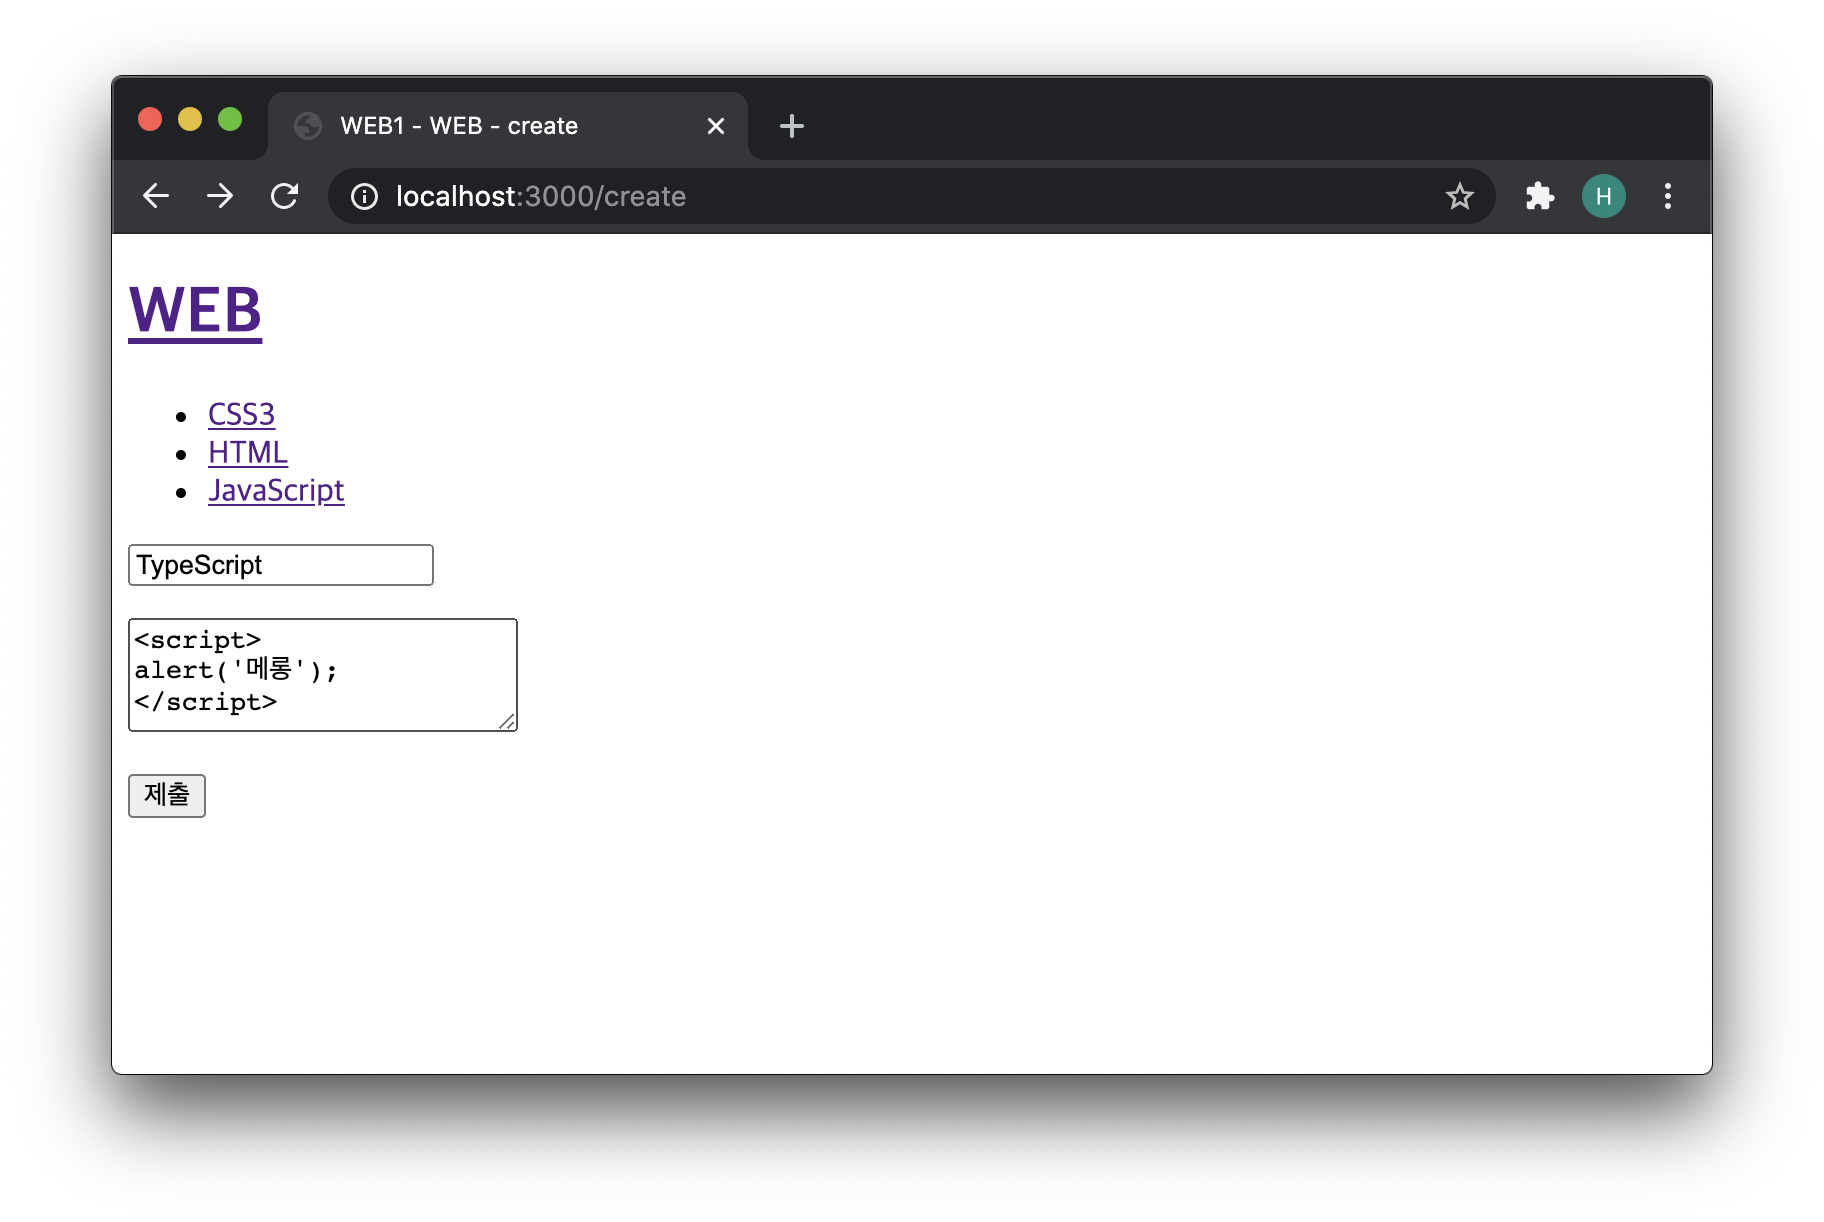 WEB1 - WEB - create
localhost:3000/create
H
WEB
CSS3
HTML
JavaScript
TypeScript
<script>
alert('메롱');
</script>
제출